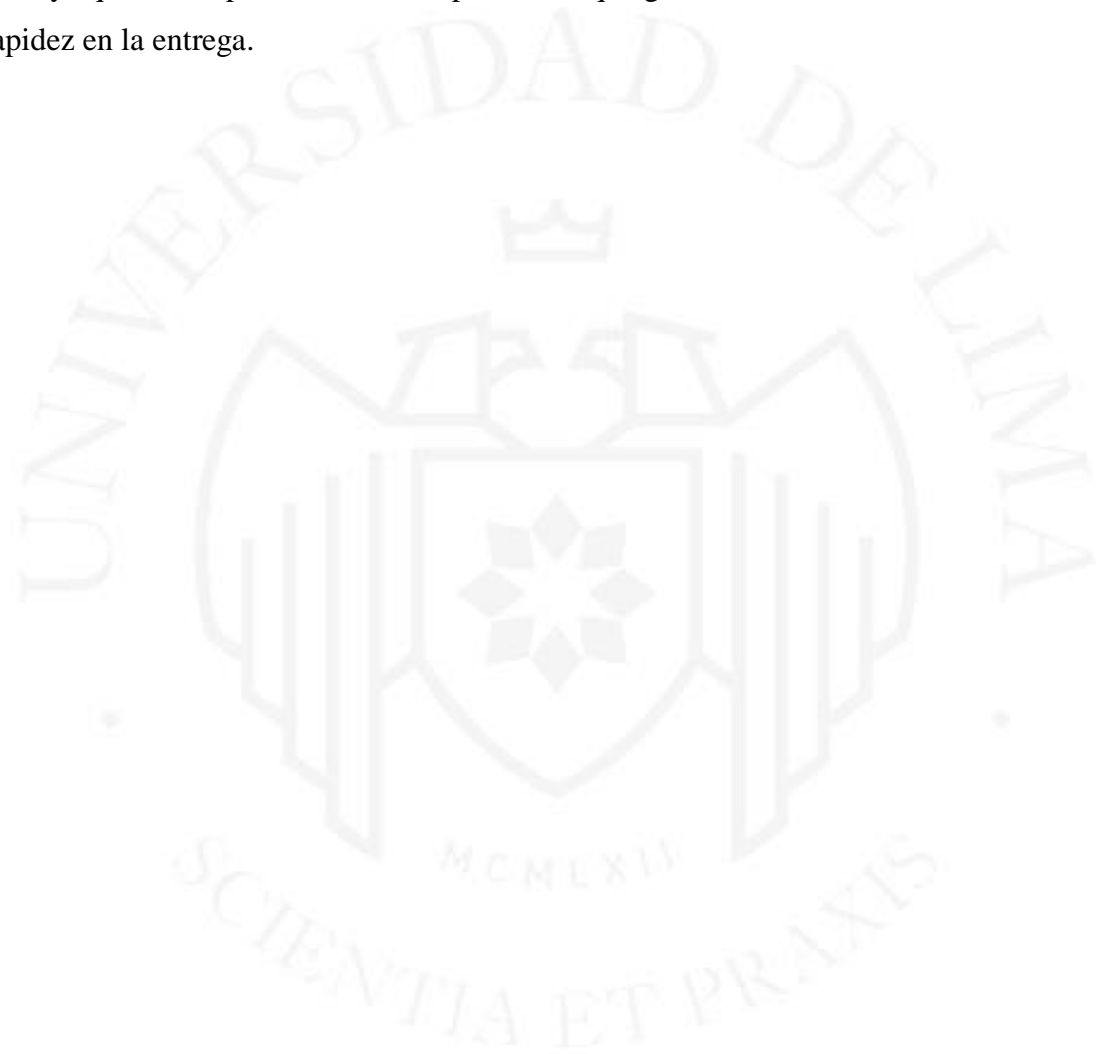 apidez en la entrega.
UNIVERSIDAD DE LIMA
MCMLXII
SCIENTIA ET PRAXIS